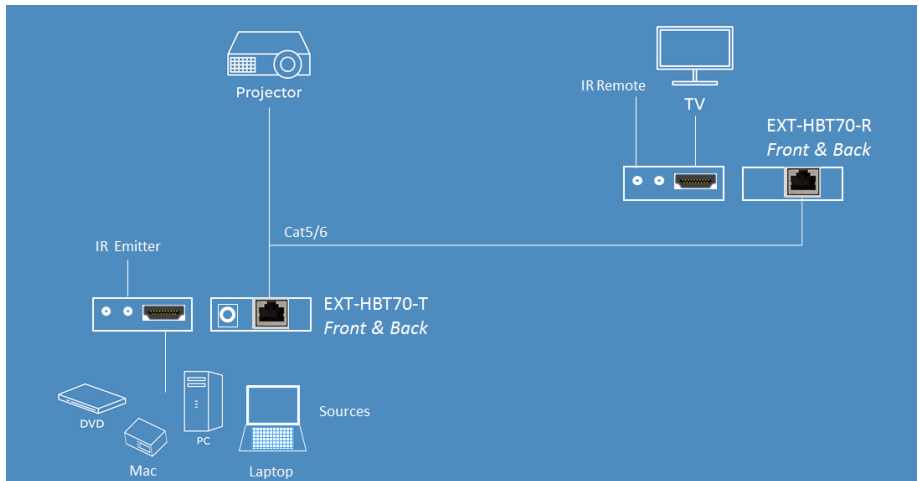 Projector
IR Remote
TV
EXT-HBT70-R
Front & Back
Cat5/6
IR Emitter
EXT-HBT70-T
Front & Back
DVD
PC
Sources
Mac
Laptop